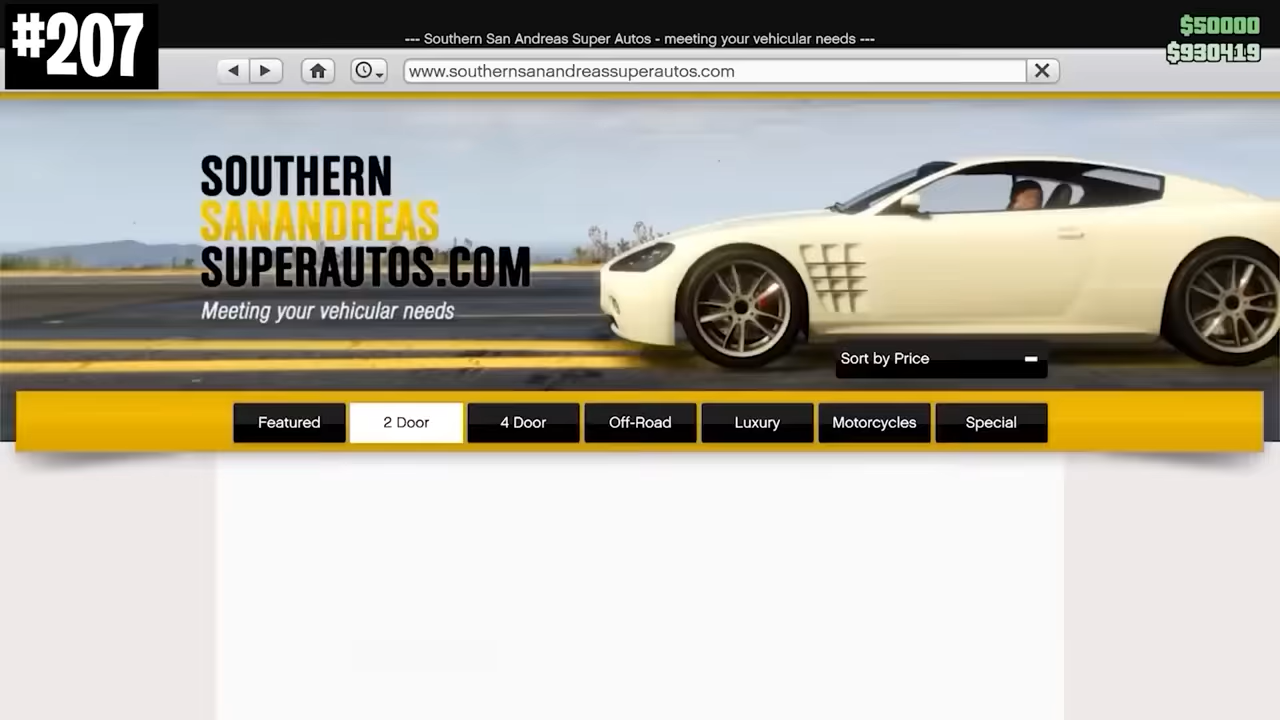 #207
$50000
$930419
--- Southern San Andreas Super Autos - meeting your vehicular needs ---
www.southernsanandreassuperautos.com
SOUTHERN
SANANDREAS
SUPERAUTOS.COM
Meeting your vehicular needs
Sort by Price
Featured
2 Door
4 Door
Off-Road
Luxury
Motorcycles
Special